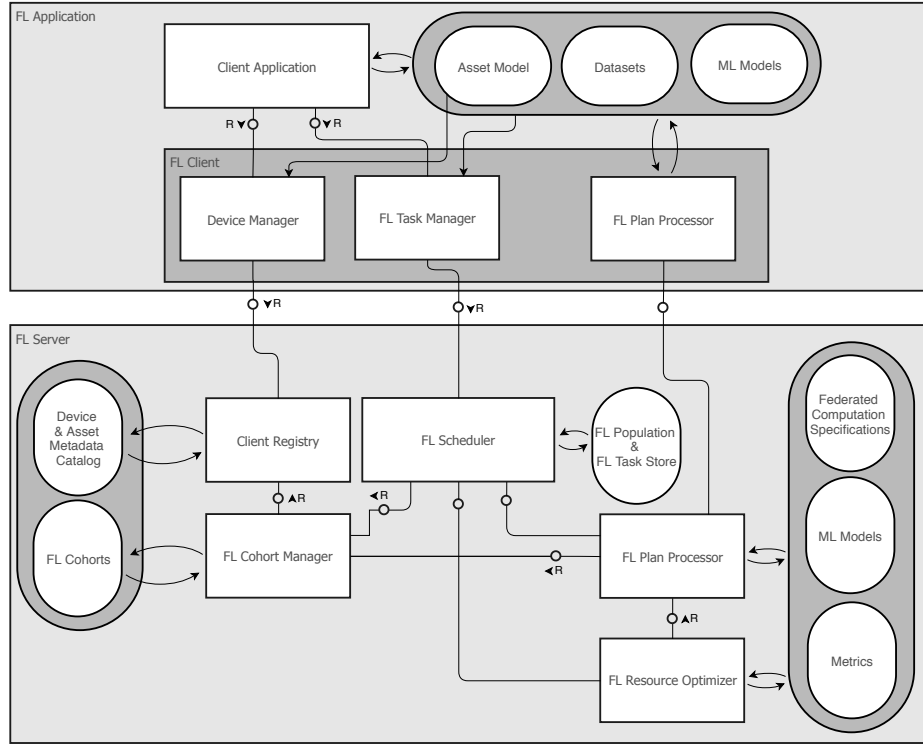 FL Application
Client Application
Asset Model
Datasets
ML Models
R
R
FL Client
Device Manager
FL Task Manager
FL Plan Processor
R
R
FL Server
Device
& Asset
Metadata
Catalog
Client Registry
FL Scheduler
FL Population
&
FL Task Store
Federated
Computation
Specifications
R
R
FL Cohorts
FL Cohort Manager
R
FL Plan Processor
ML Models
R
FL Resource Optimizer
Metrics